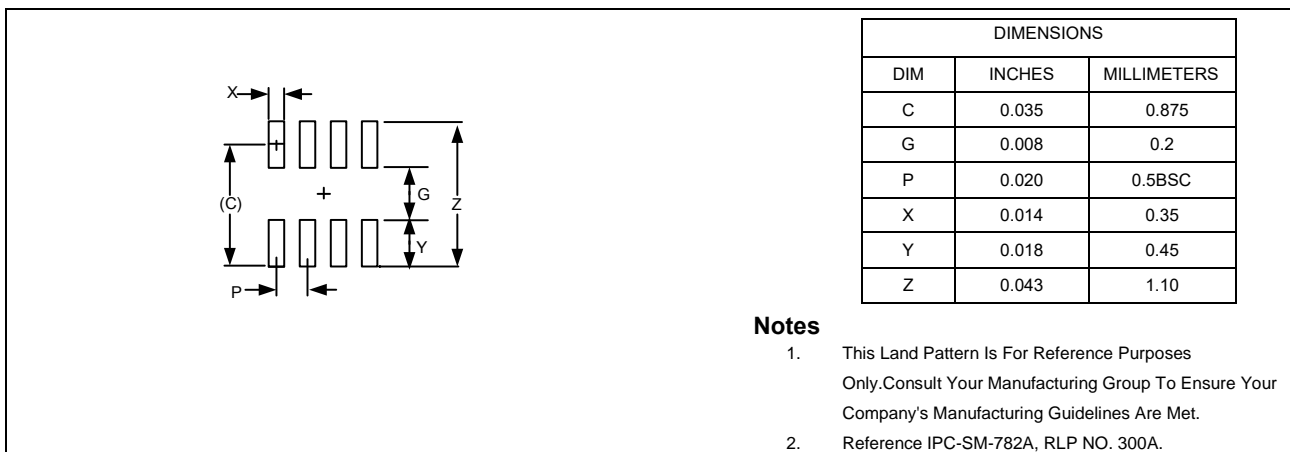 X
(C)
G
Z
Y
P
DIMENSIONS
DIM INCHES MILLIMETERS
C 0.035 0.875
G 0.008 0.2
P 0.020 0.5BSC
X 0.014 0.35
Y 0.018 0.45
Z 0.043 1.10
Notes
1. This Land Pattern Is For Reference Purposes
Only.Consult Your Manufacturing Group To Ensure Your
Company's Manufacturing Guidelines Are Met.
2. Reference IPC-SM-782A, RLP NO. 300A.